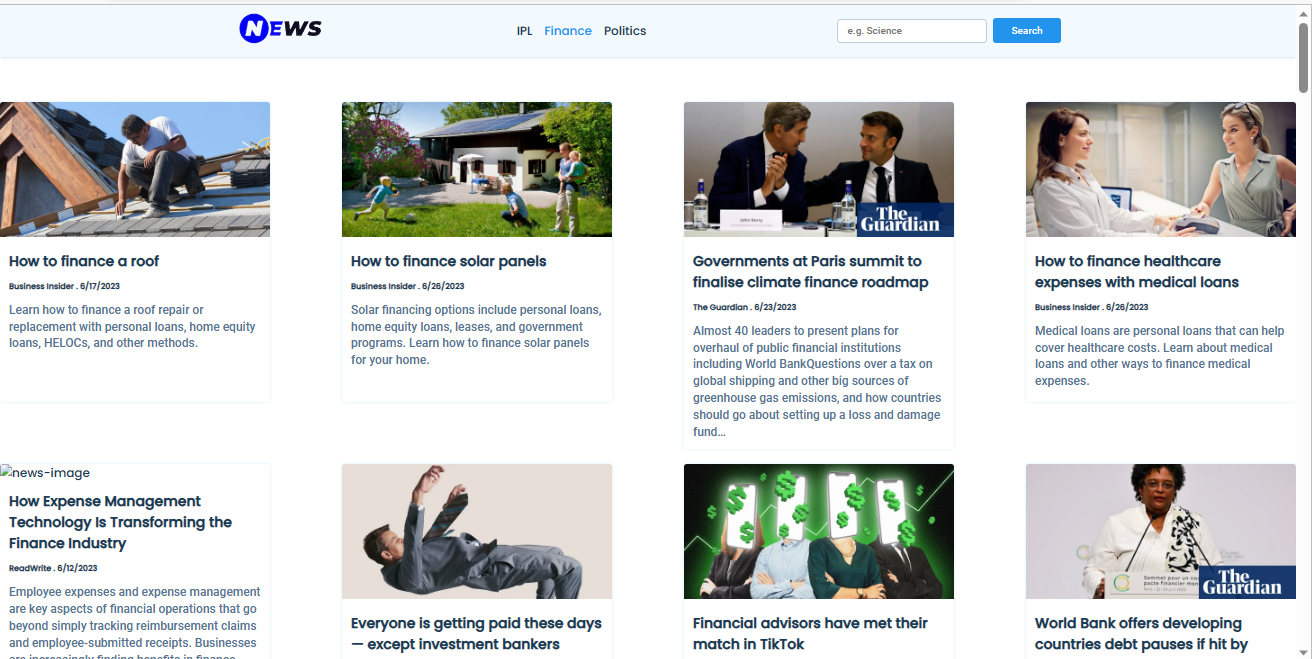 NEWS
IPL Finance Politics
e.g. Science
Search
The
Guardian
How to finance a roof
Business Insider . 6/17/2023
Learn how to finance a roof repair or
replacement with personal loans, home equity
loans, HELOCs, and other methods.
How to finance solar panels
Business Insider . 6/26/2023
Solar financing options include personal loans,
home equity loans, leases, and government
programs. Learn how to finance solar panels
for your home.
Governments at Paris summit to
finalise climate finance roadmap
The Guardian . 6/23/2023
Almost 40 leaders to present plans for
overhaul of public financial institutions
including World BankQuestions over a tax on
global shipping and other big sources of
greenhouse gas emissions, and how countries
should go about setting up a loss and damage
fund...
How to finance healthcare
expenses with medical loans
Business Insider . 6/26/2023
Medical loans are personal loans that can help
cover healthcare costs. Learn about medical
loans and other ways to finance medical
expenses.
news-image
How Expense Management
Technology Is Transforming the
Finance Industry
ReadWrite . 6/12/2023
Employee expenses and expense management
are key aspects of financial operations that go
beyond simply tracking reimbursement claims
and employee-submitted receipts. Businesses
are increasingly finding benefits in finance
Everyone is getting paid these days
— except investment bankers
Financial advisors have met their
match in TikTok
The
Guardian
World Bank offers developing
countries debt pauses if hit by